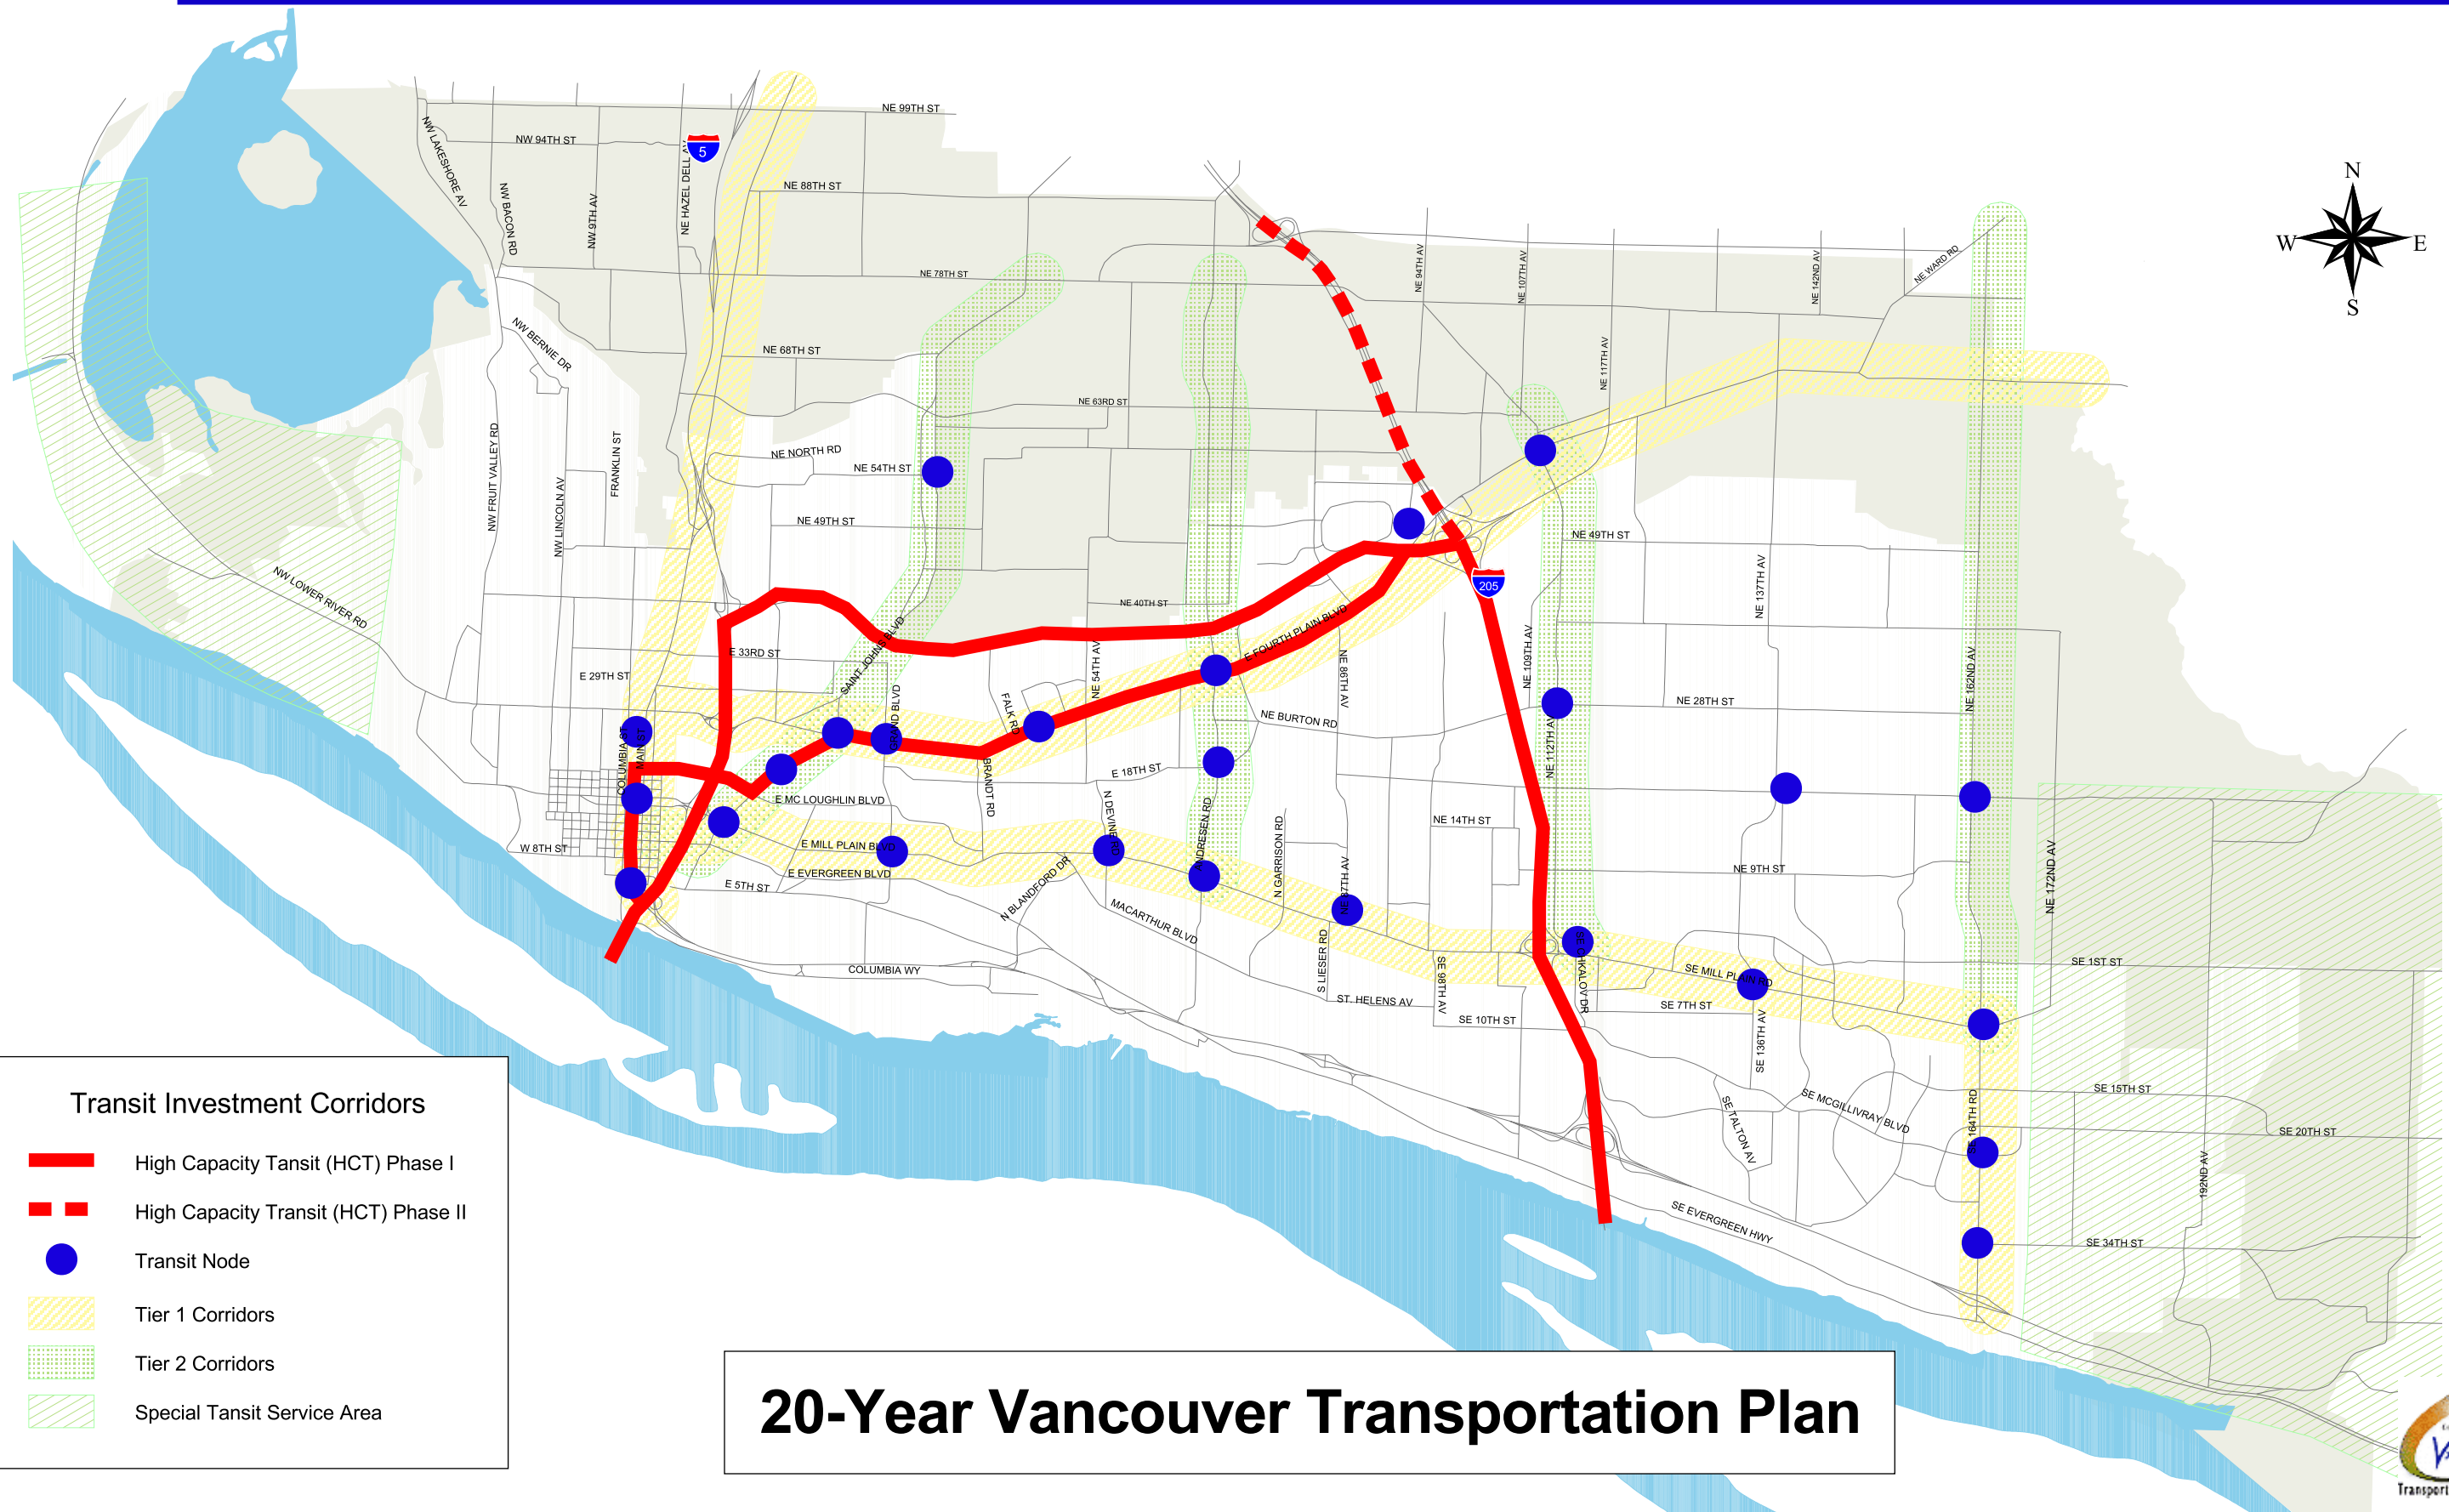 NE 99TH ST
NW 94TH ST
5
NW LAKESHORE AV
NW BACON RD
NW 9TH AV
NE HAZEL DELL AV
NE 88TH ST
N
W
E
S
NE 78TH ST
NE 94TH AV
NE 107TH AV
NE 142ND AV
NE WARD RD
NW BERNIE DR
NE 68TH ST
NE 117TH AV
NE 63RD ST
NW FRUIT VALLEY RD
NW LINCOLN AV
FRANKLIN ST
NE NORTH RD
NE 54TH ST
NE 49TH ST
NE 49TH ST
205
NW LOWER RIVER RD
NE 40TH ST
NE 137TH AV
E 33RD ST
SAINT JOHNS BLVD
E FOURTH PLAIN BLVD
NE 54TH AV
NE 86TH AV
NE 109TH AV
NE 162ND AV
E 29TH ST
COLUMBIA ST
MAIN ST
GRAND BLVD
FALK RD
NE BURTON RD
NE 28TH ST
NE 112TH AV
BRANDT RD
E 18TH ST
E MC LOUGHLIN BLVD
N DEVINE RD
ANDRESEN RD
N GARRISON RD
NE 14TH ST
W 8TH ST
E MILL PLAIN BLVD
E EVERGREEN BLVD
E 5TH ST
N BLANDFORD DR
MACARTHUR BLVD
NE 87TH AV
NE 9TH ST
NE 172ND AV
COLUMBIA WY
S LIESER RD
ST. HELENS AV
SE 98TH AV
SE 10TH ST
SE CHKALOV DR
SE MILL PLAIN RD
SE 7TH ST
SE 1ST ST
SE 136TH AV
SE TALTON AV
SE MCGILLIVRAY BLVD
SE 164TH RD
SE 15TH ST
SE 20TH ST
192ND AV
SE EVERGREEN HWY
SE 34TH ST
Transit Investment Corridors
High Capacity Tansit (HCT) Phase I
High Capacity Transit (HCT) Phase II
Transit Node
Tier 1 Corridors
Tier 2 Corridors
Special Tansit Service Area
20-Year Vancouver Transportation Plan